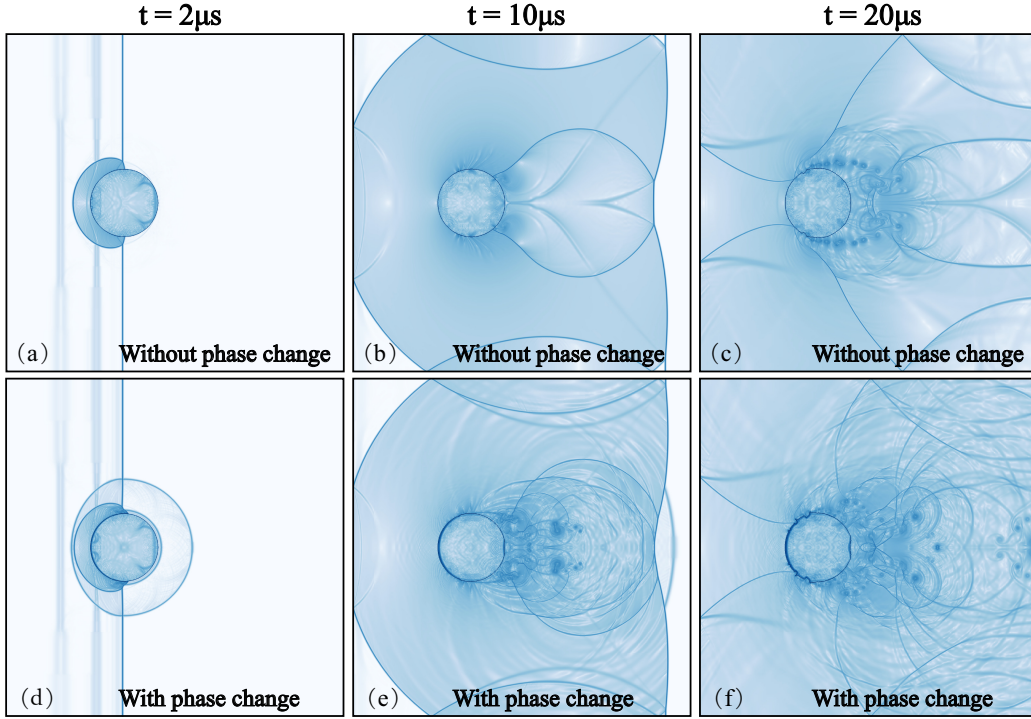 t = 2μs
t = 10μs
t = 20μs
(a)
Without phase change
(b)
Without phase change
(c)
Without phase change
(d)
With phase change
(e)
With phase change
(f)
With phase change